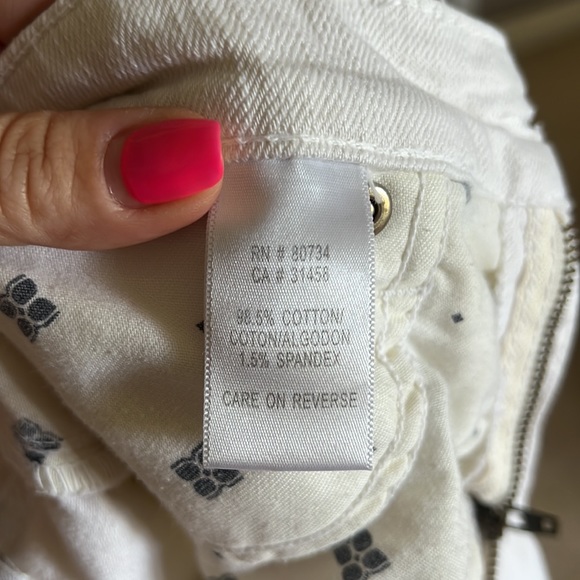 RN # 80734
CA # 31458
98.5% COTTON/
COTON/ALGODON
1.5% SPANDEX
CARE ON REVERSE